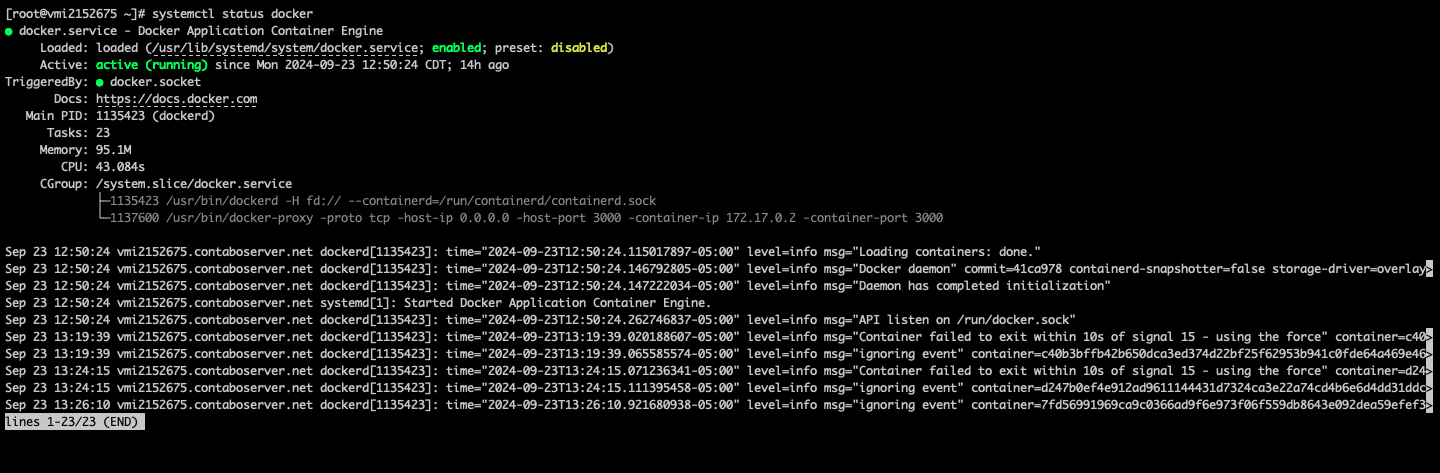 [root@vmi2152675 ~]# systemctl status docker
● docker.service - Docker Application Container Engine
     Loaded: loaded (/usr/lib/systemd/system/docker.service; enabled; preset: disabled)
     Active: active (running) since Mon 2024-09-23 12:50:24 CDT; 14h ago
TriggeredBy: ● docker.socket
       Docs: https://docs.docker.com
   Main PID: 1135423 (dockerd)
      Tasks: 23
     Memory: 95.1M
        CPU: 43.084s
     CGroup: /system.slice/docker.service
             ├─1135423 /usr/bin/dockerd -H fd:// --containerd=/run/containerd/containerd.sock
             └─1137600 /usr/bin/docker-proxy -proto tcp -host-ip 0.0.0.0 -host-port 3000 -container-ip 172.17.0.2 -container-port 3000

Sep 23 12:50:24 vmi2152675.contaboserver.net dockerd[1135423]: time="2024-09-23T12:50:24.115017897-05:00" level=info msg="Loading containers: done."
Sep 23 12:50:24 vmi2152675.contaboserver.net dockerd[1135423]: time="2024-09-23T12:50:24.146792805-05:00" level=info msg="Docker daemon" commit=41ca978 containerd-snapshotter=false storage-driver=overlay>
Sep 23 12:50:24 vmi2152675.contaboserver.net dockerd[1135423]: time="2024-09-23T12:50:24.147222034-05:00" level=info msg="Daemon has completed initialization"
Sep 23 12:50:24 vmi2152675.contaboserver.net systemd[1]: Started Docker Application Container Engine.
Sep 23 12:50:24 vmi2152675.contaboserver.net dockerd[1135423]: time="2024-09-23T12:50:24.262746837-05:00" level=info msg="API listen on /run/docker.sock"
Sep 23 13:19:39 vmi2152675.contaboserver.net dockerd[1135423]: time="2024-09-23T13:19:39.020188607-05:00" level=info msg="Container failed to exit within 10s of signal 15 - using the force" container=c40>
Sep 23 13:19:39 vmi2152675.contaboserver.net dockerd[1135423]: time="2024-09-23T13:19:39.065585574-05:00" level=info msg="ignoring event" container=c40b3bffb42b650dca3ed374d22bf25f62953b941c0fde64a469e46>
Sep 23 13:24:15 vmi2152675.contaboserver.net dockerd[1135423]: time="2024-09-23T13:24:15.071236341-05:00" level=info msg="Container failed to exit within 10s of signal 15 - using the force" container=d24>
Sep 23 13:24:15 vmi2152675.contaboserver.net dockerd[1135423]: time="2024-09-23T13:24:15.111395458-05:00" level=info msg="ignoring event" container=d247b0ef4e912ad9611144431d7324ca3e22a74cd4b6e6d4dd31ddc>
Sep 23 13:26:10 vmi2152675.contaboserver.net dockerd[1135423]: time="2024-09-23T13:26:10.921680938-05:00" level=info msg="ignoring event" container=7fd56991969ca9c0366ad9f6e973f06f559db8643e092dea59efef3>
lines 1-23/23 (END)